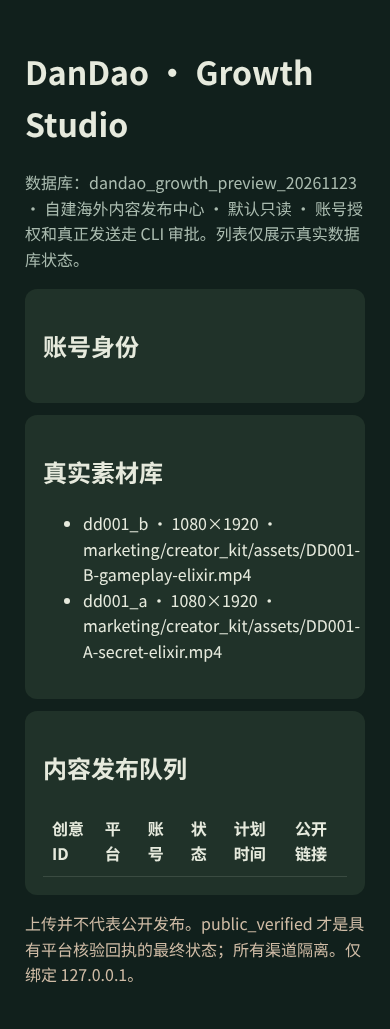 DanDao · Growth
Studio
数据库：dandao_growth_preview_20261123
· 自建海外内容发布中心 · 默认只读 · 账号授
权和真正发送走 CLI 审批。列表仅展示真实数据
库状态。
账号身份
真实素材库
• dd001_b · 1080×1920 ·
marketing/creator_kit/assets/DD001-
B-gameplay-elixir.mp4
• dd001_a · 1080×1920 ·
marketing/creator_kit/assets/DD001-
A-secret-elixir.mp4
内容发布队列
创意 平 账 状 计划 公开
ID 台 号 态 时间 链接
上传并不代表公开发布。public_verified 才是具
有平台核验回执的最终状态；所有渠道隔离。仅
绑定 127.0.0.1。